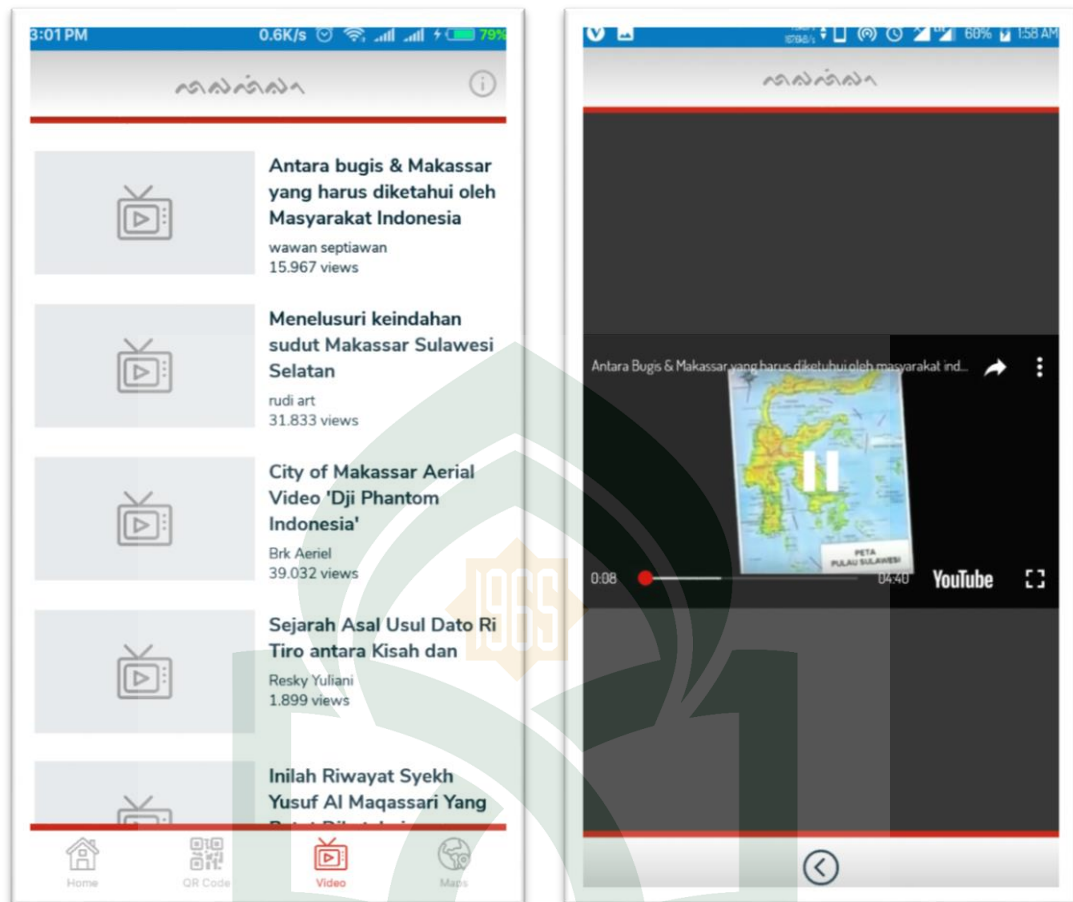 3:01 PM
0.6K/s
79%
Antara bugis & Makassar
yang harus diketahui oleh
Masyarakat Indonesia
wawan septiawan
15.967 views
Menelusuri keindahan
sudut Makassar Sulawesi
Selatan
rudi art
31.833 views
City of Makassar Aerial
Video 'Dji Phantom
Indonesia'
Brk Aeriel
39.032 views
Sejarah Asal Usul Dato Ri
Tiro antara Kisah dan
Resky Yuliani
1.899 views
Inilah Riwayat Syekh
Yusuf Al Maqassari Yang
Home
QR Code
Video
Maps
60%
1:58 AM
Antara Bugis & Makassar yang harus diketuhui oleh masyarakat ind...
PETA
PULAU SULAWESI
0:08
04:40
YouTube
1965